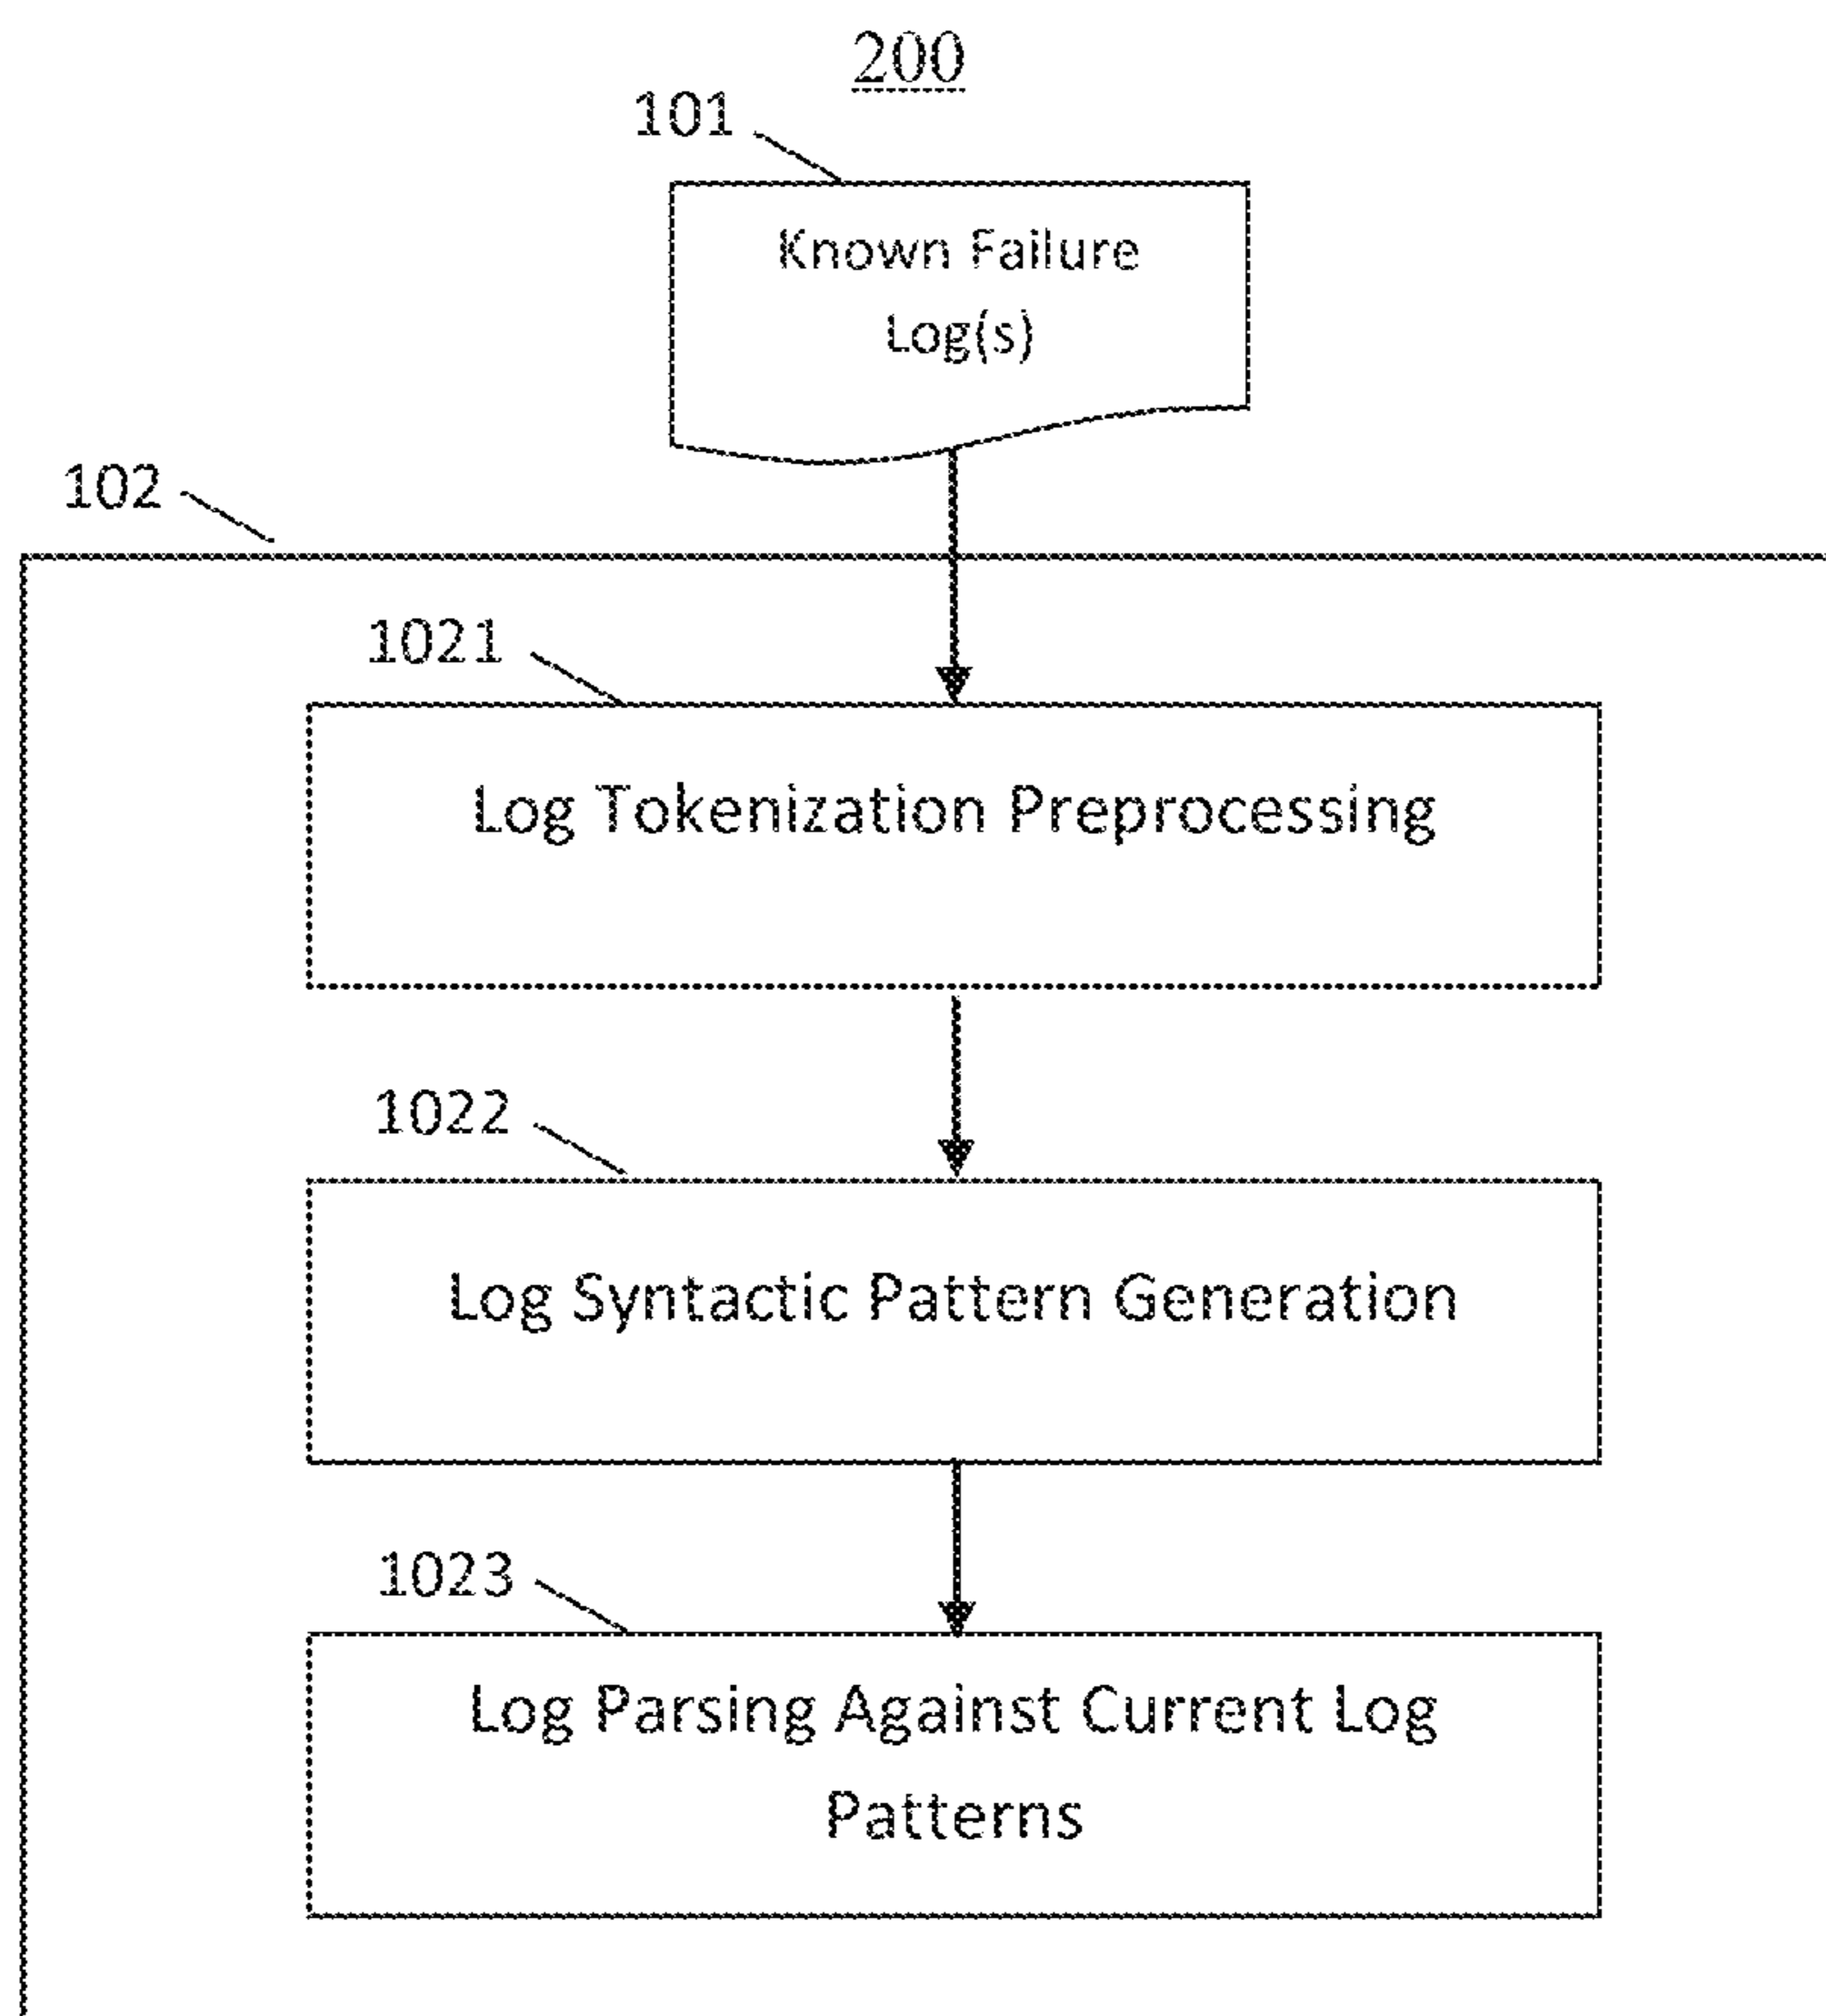 200
101
Known Failure
Log(s)
102
1021
Log Tokenization Preprocessing
1022
Log Syntactic Pattern Generation
1023
Log Parsing Against Current Log
Patterns